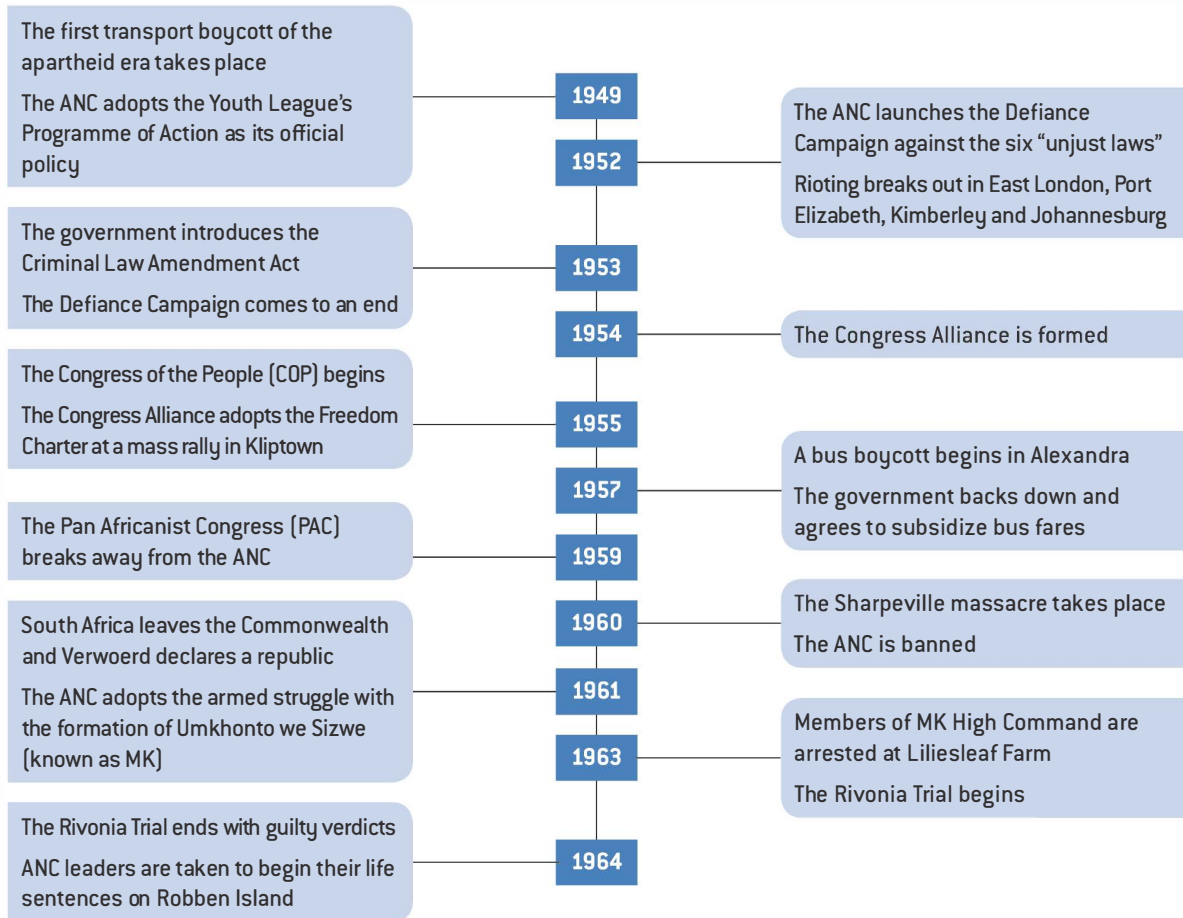 1949
The first transport boycott of the
apartheid era takes place
The ANC adopts the Youth League's
Programme of Action as its official
policy
1952
The ANC launches the Defiance
Campaign against the six “unjust laws”
Rioting breaks out in East London, Port
Elizabeth, Kimberley and Johannesburg
1953
The government introduces the
Criminal Law Amendment Act
The Defiance Campaign comes to an end
1954
The Congress Alliance is formed
1955
The Congress of the People (COP) begins
The Congress Alliance adopts the Freedom
Charter at a mass rally in Kliptown
1957
A bus boycott begins in Alexandra
The government backs down and
agrees to subsidize bus fares
1959
The Pan Africanist Congress (PAC)
breaks away from the ANC
1960
The Sharpeville massacre takes place
The ANC is banned
1961
South Africa leaves the Commonwealth
and Verwoerd declares a republic
The ANC adopts the armed struggle with
the formation of Umkhonto we Sizwe
(known as MK)
1963
Members of MK High Command are
arrested at Liliesleaf Farm
The Rivonia Trial begins
1964
The Rivonia Trial ends with guilty verdicts
ANC leaders are taken to begin their life
sentences on Robben Island